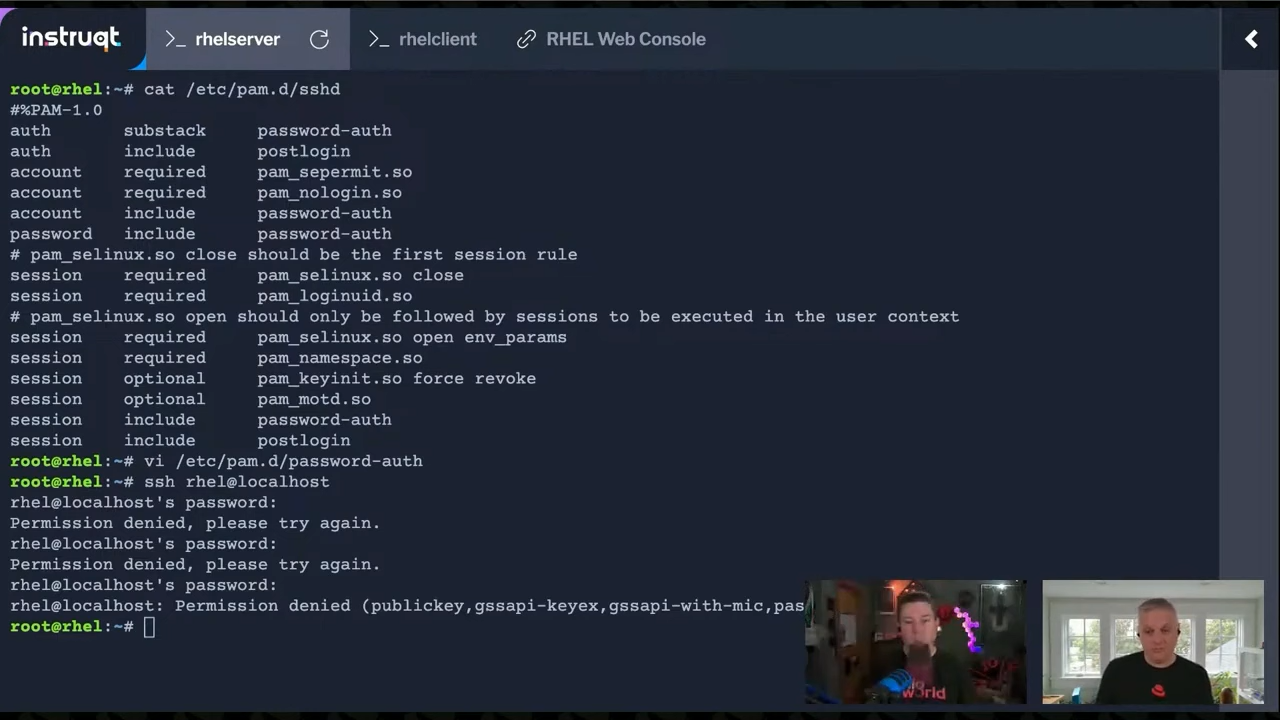 instruqt >_ rhelserver >_ rhelclient RHEL Web Console
root@rhel:~# cat /etc/pam.d/sshd
#%PAM-1.0
auth substack password-auth
auth include postlogin
account required pam_sepermit.so
account required pam_nologin.so
account include password-auth
password include password-auth
# pam_selinux.so close should be the first session rule
session required pam_selinux.so close
session required pam_loginuid.so
# pam_selinux.so open should only be followed by sessions to be executed in the user context
session required pam_selinux.so open env_params
session required pam_namespace.so
session optional pam_keyinit.so force revoke
session optional pam_motd.so
session include password-auth
session include postlogin
root@rhel:~# vi /etc/pam.d/password-auth
root@rhel:~# ssh rhel@localhost
rhel@localhost's password:
Permission denied, please try again.
rhel@localhost's password:
Permission denied, please try again.
rhel@localhost's password:
rhel@localhost: Permission denied (publickey,gssapi-keyex,gssapi-with-mic,pas
root@rhel:~#